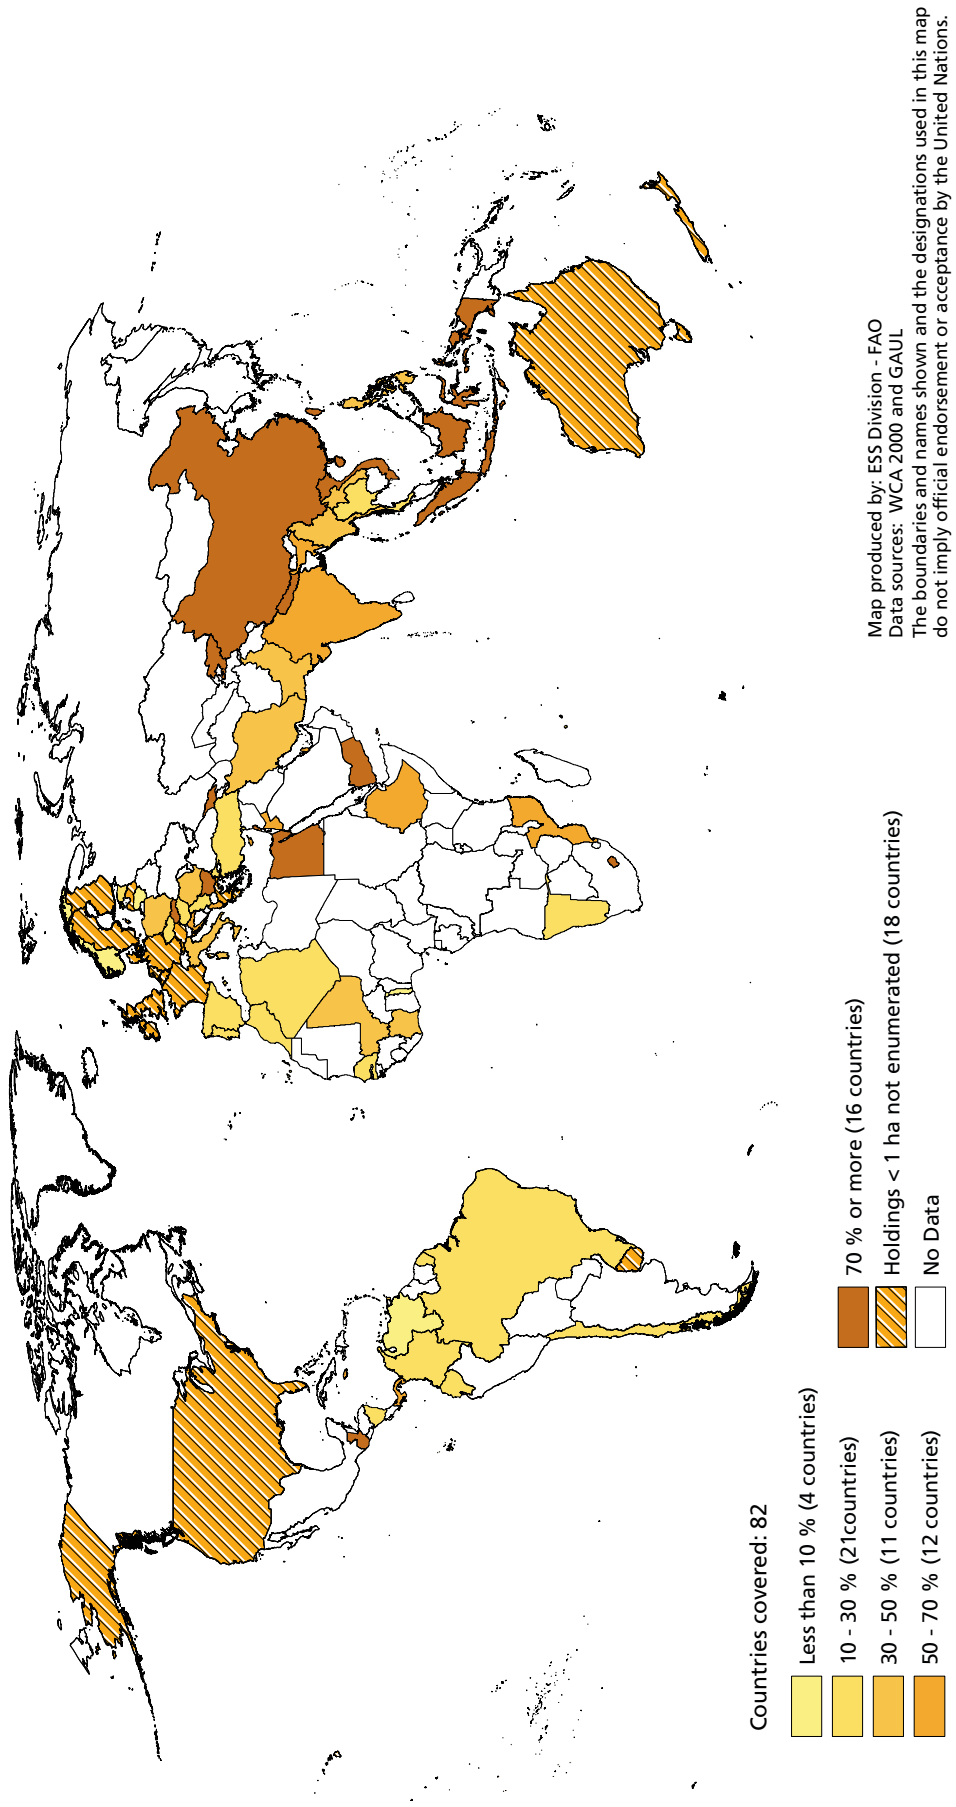 Countries covered: 82
Less than 10 % (4 countries)
10 - 30 % (21countries)
30 - 50 % (11 countries)
50 - 70 % (12 countries)
70 % or more (16 countries)
Holdings < 1 ha not enumerated (18 countries)
No Data
Map produced by: ESS Division - FAO
Data sources: WCA 2000 and GAUL
The boundaries and names shown and the designations used in this map
do not imply official endorsement or acceptance by the United Nations.